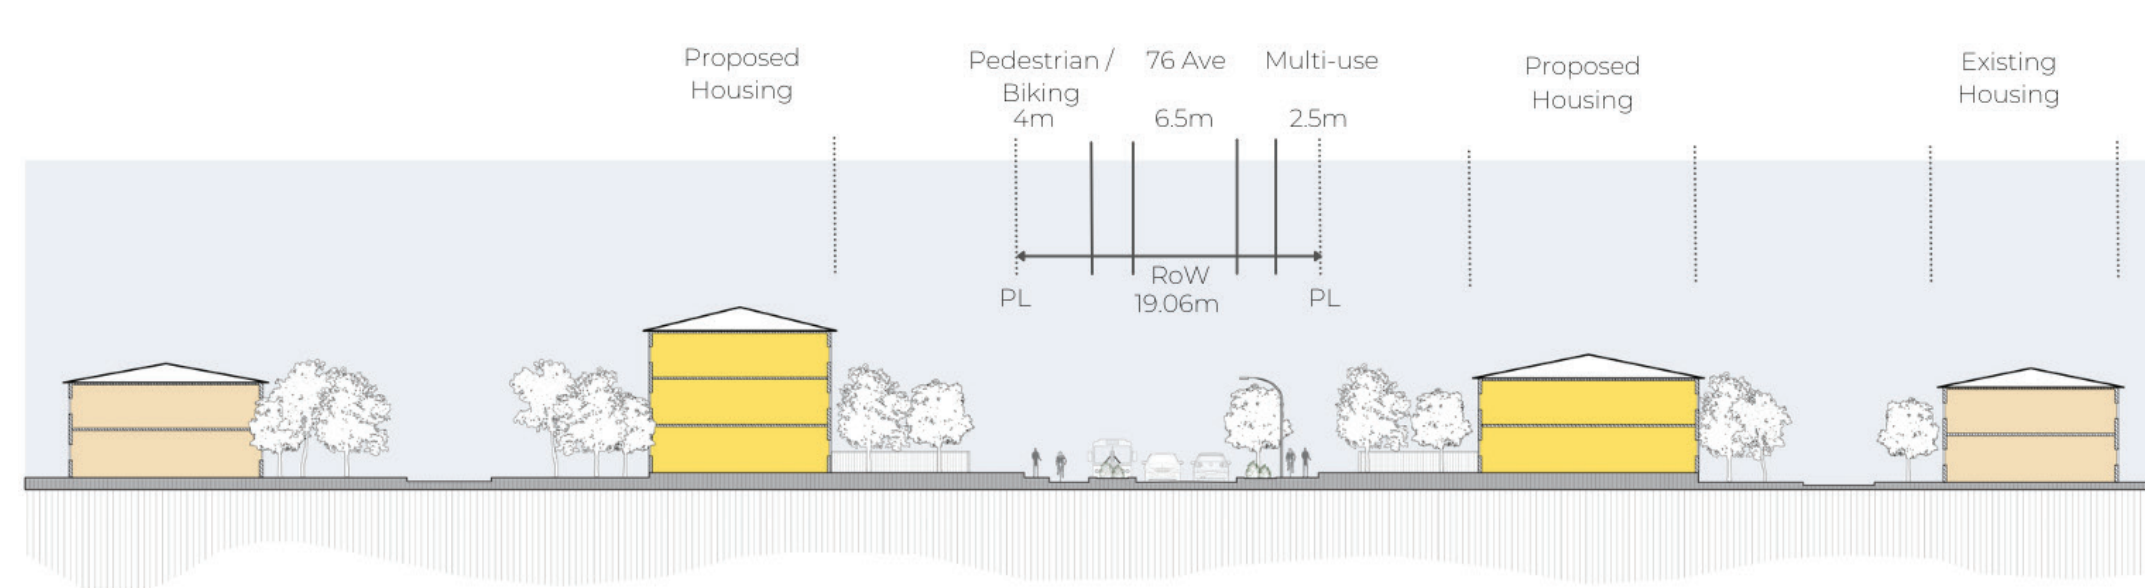 Proposed
Housing
Pedestrian /
Biking
4m
76 Ave
6.5m
Multi-use
2.5m
Proposed
Housing
Existing
Housing
RoW
19.06m
PL
PL